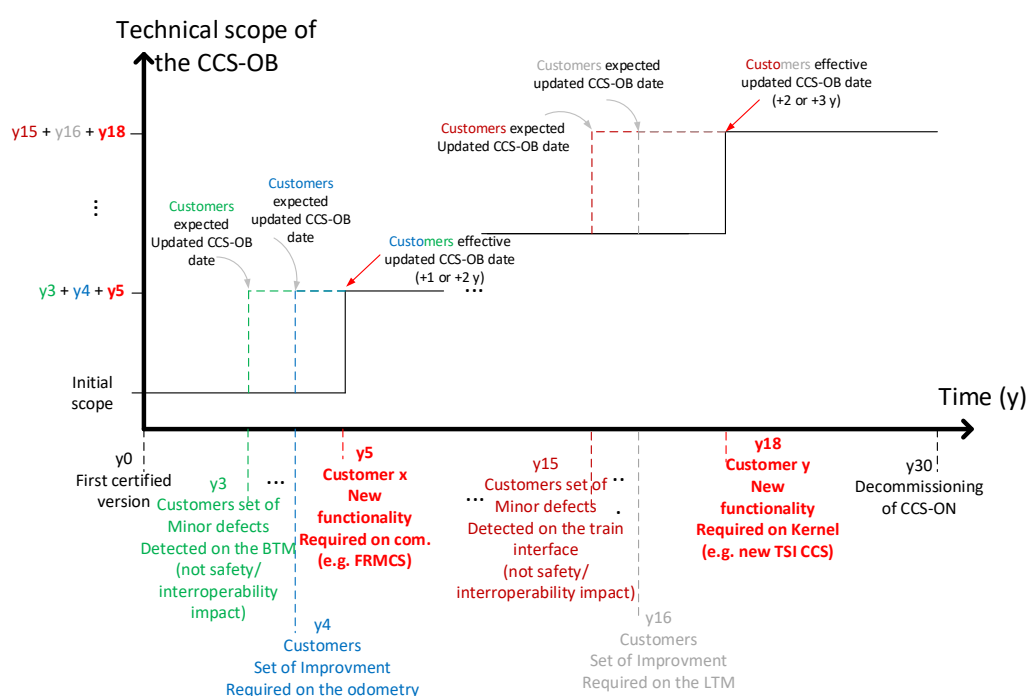 Technical scope of
the CCS-OB
Customers expected
updated CCS-OB date
Customers effective
updated CCS-OB date
(+2 or +3 y)
y15 + y16 + y18
Customers expected
Updated CCS-OB date
⋮
Customers
expected
Updated CCS-OB
date
Customers
expected
updated CCS-OB
date
Customers effective
updated CCS-OB date
(+1 or +2 y)
y3 + y4 + y5
...
Initial
scope
Time (y)
y0
First certified
version
y3
Customers set of
Minor defects
Detected on the BTM
(not safety/
interoperability
impact)
...
y4
Customers
Set of Improvment
Required on the odometry
y5
Customer x
New
functionality
Required on com.
(e.g. FRMCS)
...
y15
Customers set of
Minor defects
Detected on the train
interface
(not safety/
interoperability impact)
.. .
y16
Customers
Set of Improvment
Required on the LTM
y18
Customer y
New
functionality
Required on Kernel
(e.g. new TSI CCS)
y30
Decommissioning
of CCS-ON